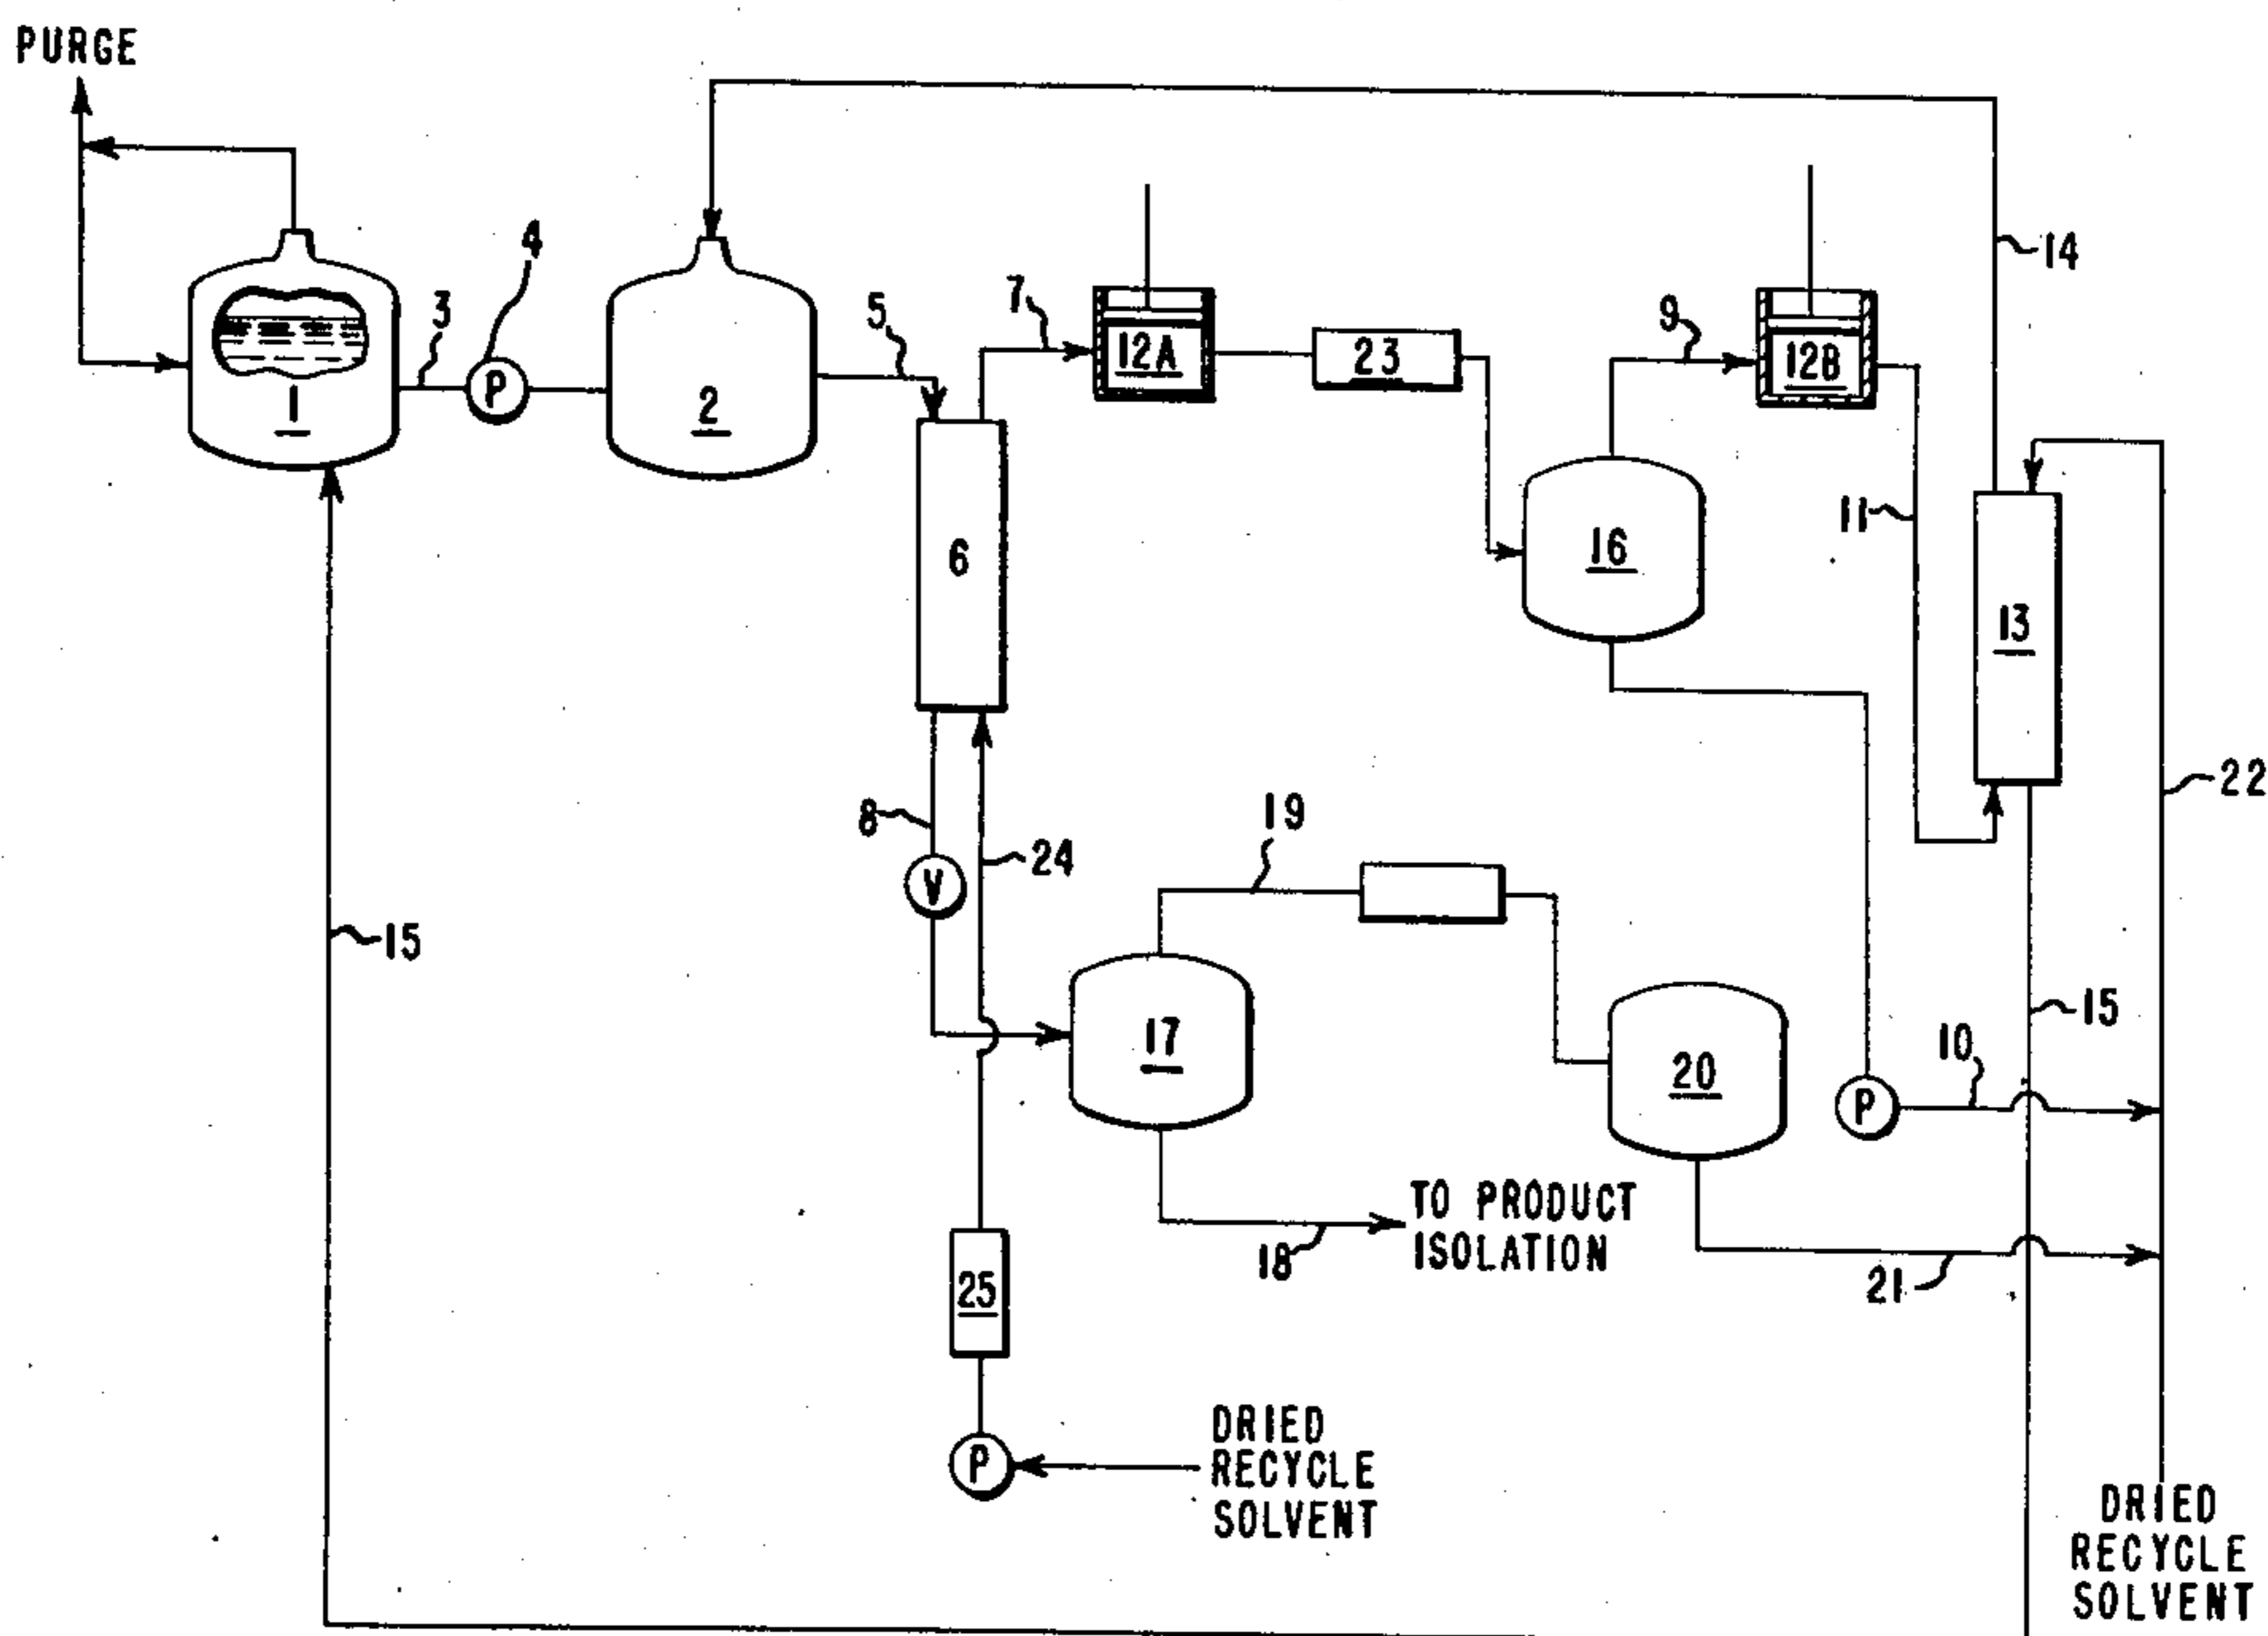 PURGE
4
14
3
P
1
2
5
7
12A
23
9
12B
6
16
11
13
22
8
24
V
19
15
17
20
10
15
P
TO PRODUCT
ISOLATION
18
21
25
P
DRIED
RECYCLE
SOLVENT
DRIED
RECYCLE
SOLVENT